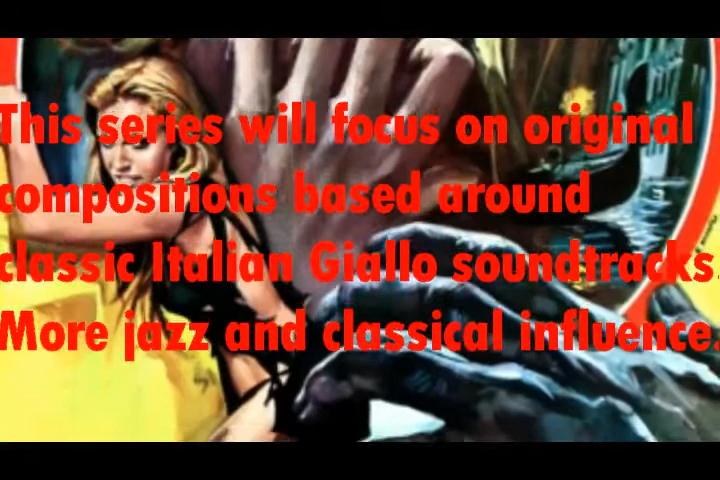 This series will focus on original
compositions based around
classic Italian Giallo soundtracks.
More jazz and classical influence.